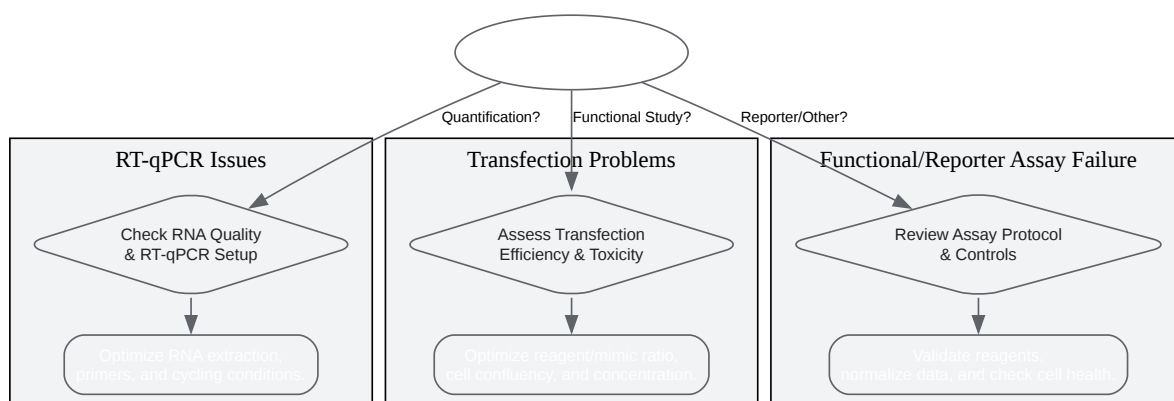 Quantification?
Functional Study?
Reporter/Other?
RT-qPCR Issues
Transfection Problems
Functional/Reporter Assay Failure
Check RNA Quality
& RT-qPCR Setup
Assess Transfection
Efficiency & Toxicity
Review Assay Protocol
& Controls
Optimize RNA extraction,
primers, and cycling conditions.
Optimize reagent/mimic ratio,
cell confluency, and concentration.
Validate reagents,
normalize data, and check cell health.